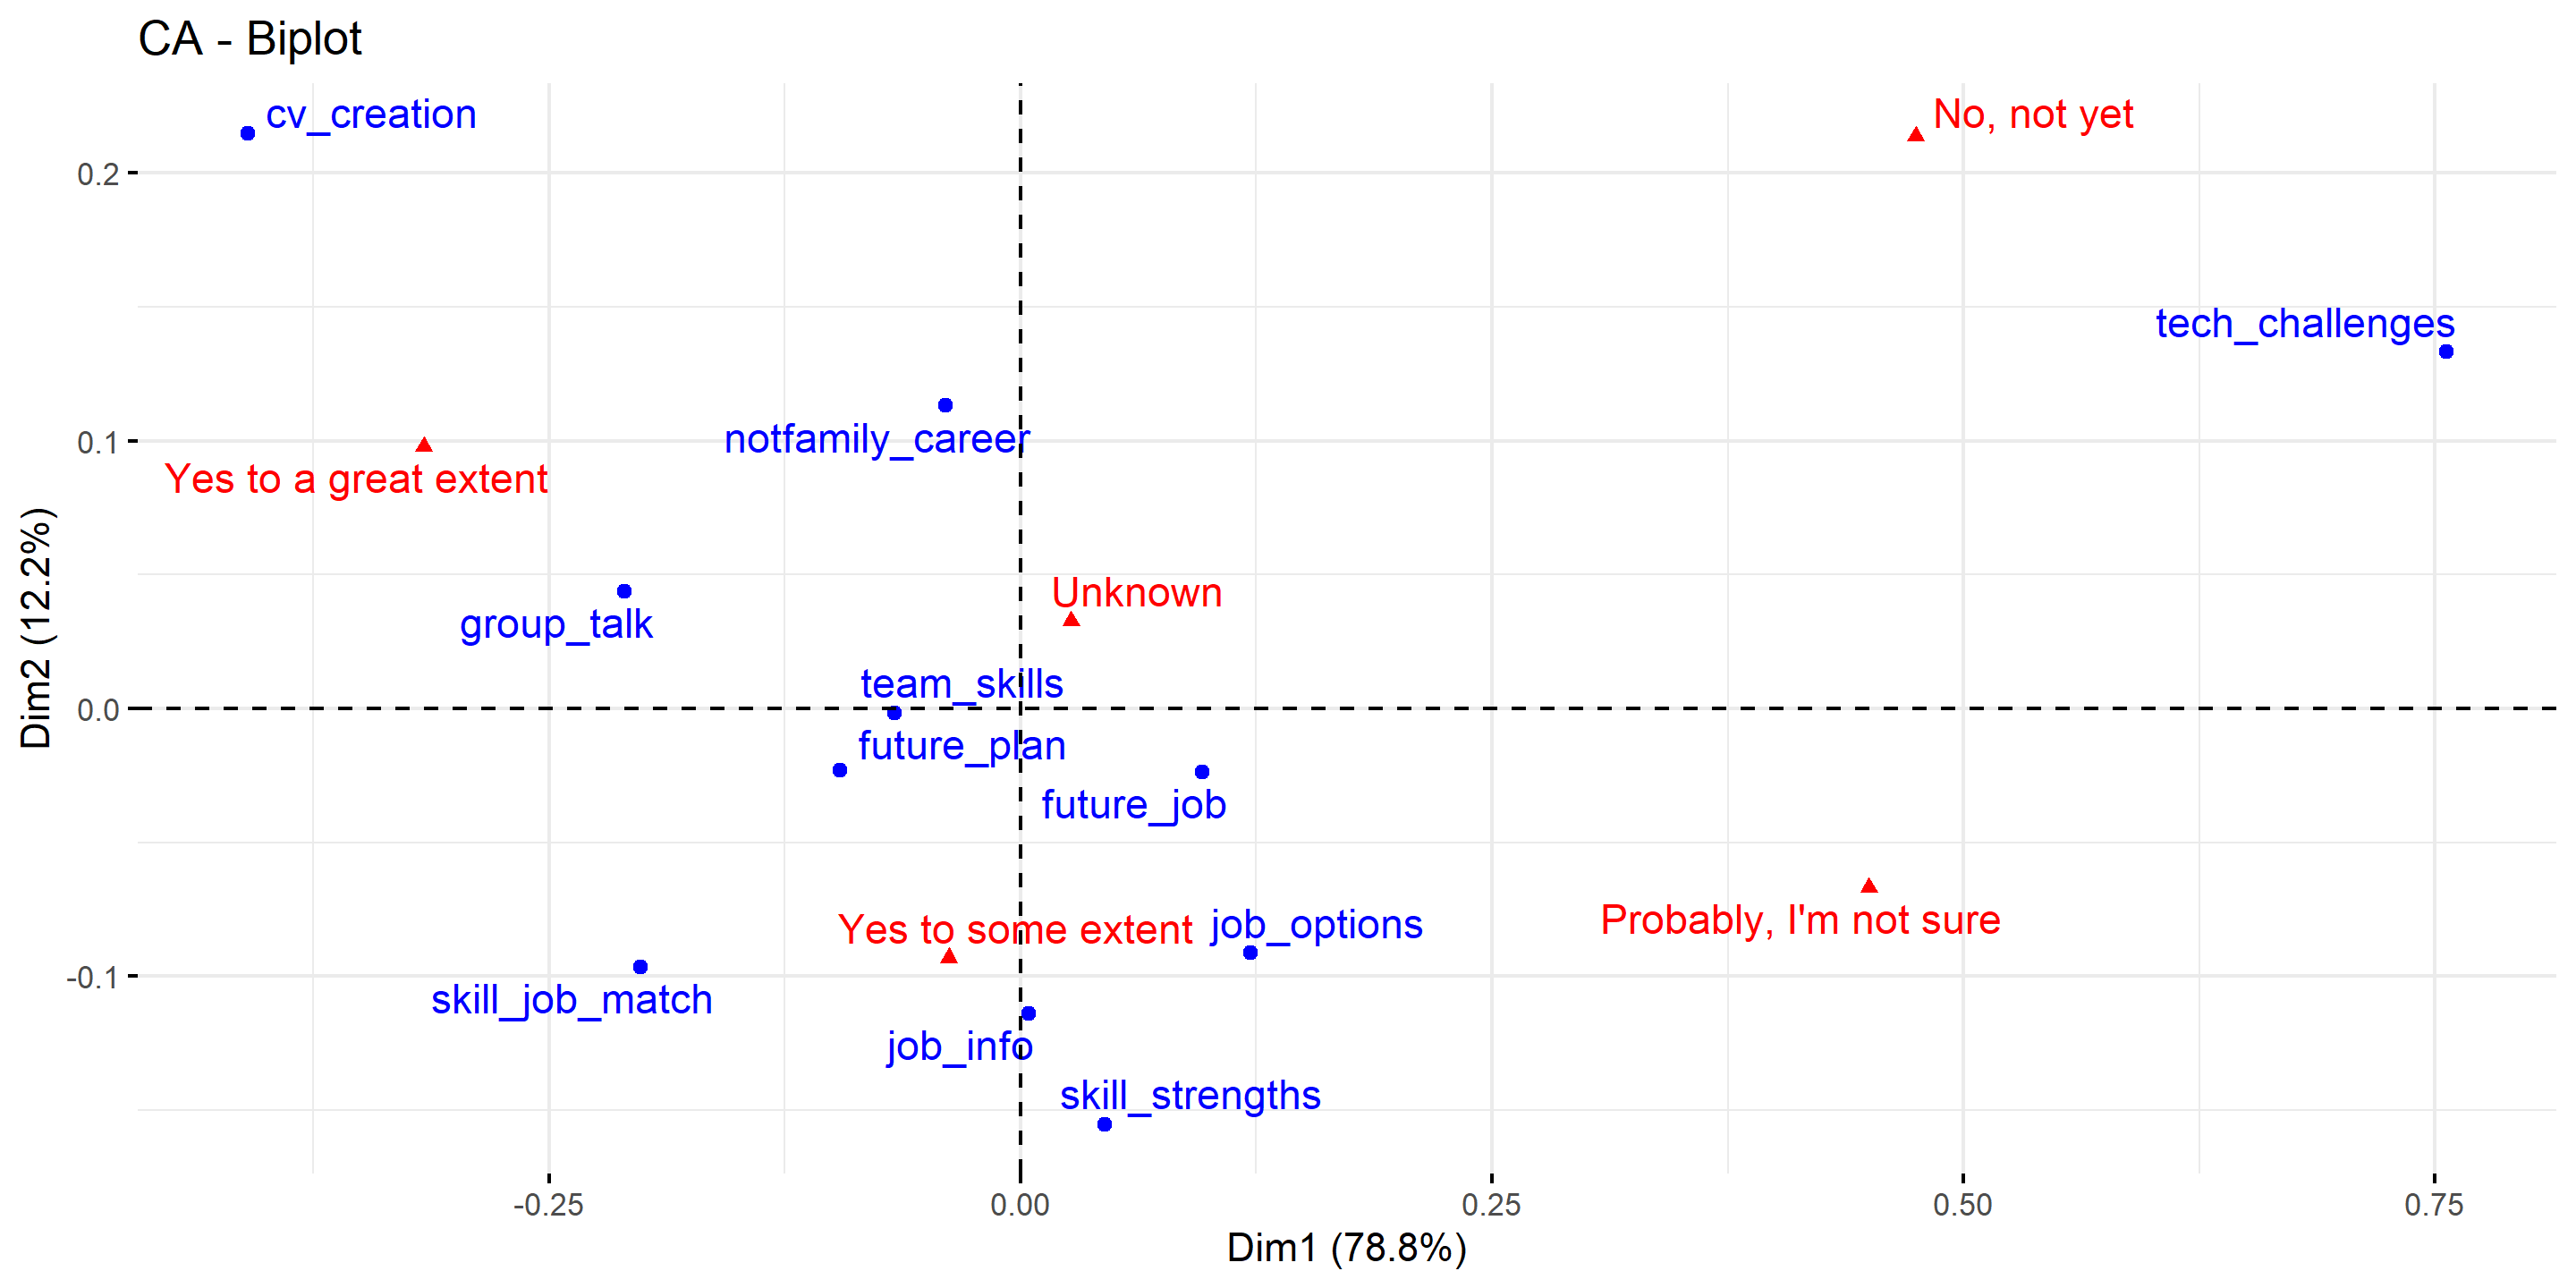 CA - Biplot
cv_creation
No, not yet
0.2
tech_challenges
notfamily_career
0.1
Yes to a great extent
Unknown
group_talk
team_skills
0.0
future_plan
future_job
Yes to some extent
job_options
Probably, I'm not sure
-0.1
skill_job_match
job_info
skill_strengths
Dim2 (12.2%)
-0.25
0.00
0.25
0.50
0.75
Dim1 (78.8%)